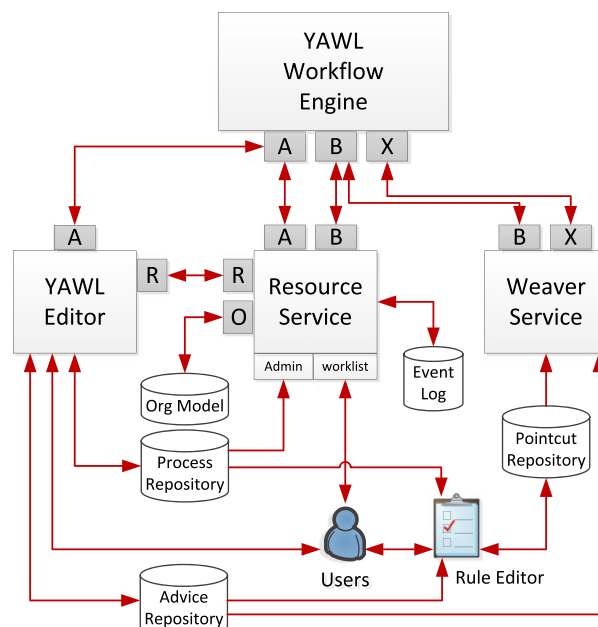 YAWL
Workflow
Engine
A
B
X
A
A
B
B
X
YAWL
Editor
R
R
O
Resource
Service
Admin
worklist
Weaver
Service
Org Model
Event
Log
Process
Repository
Pointcut
Repository
Users
Rule Editor
Advice
Repository